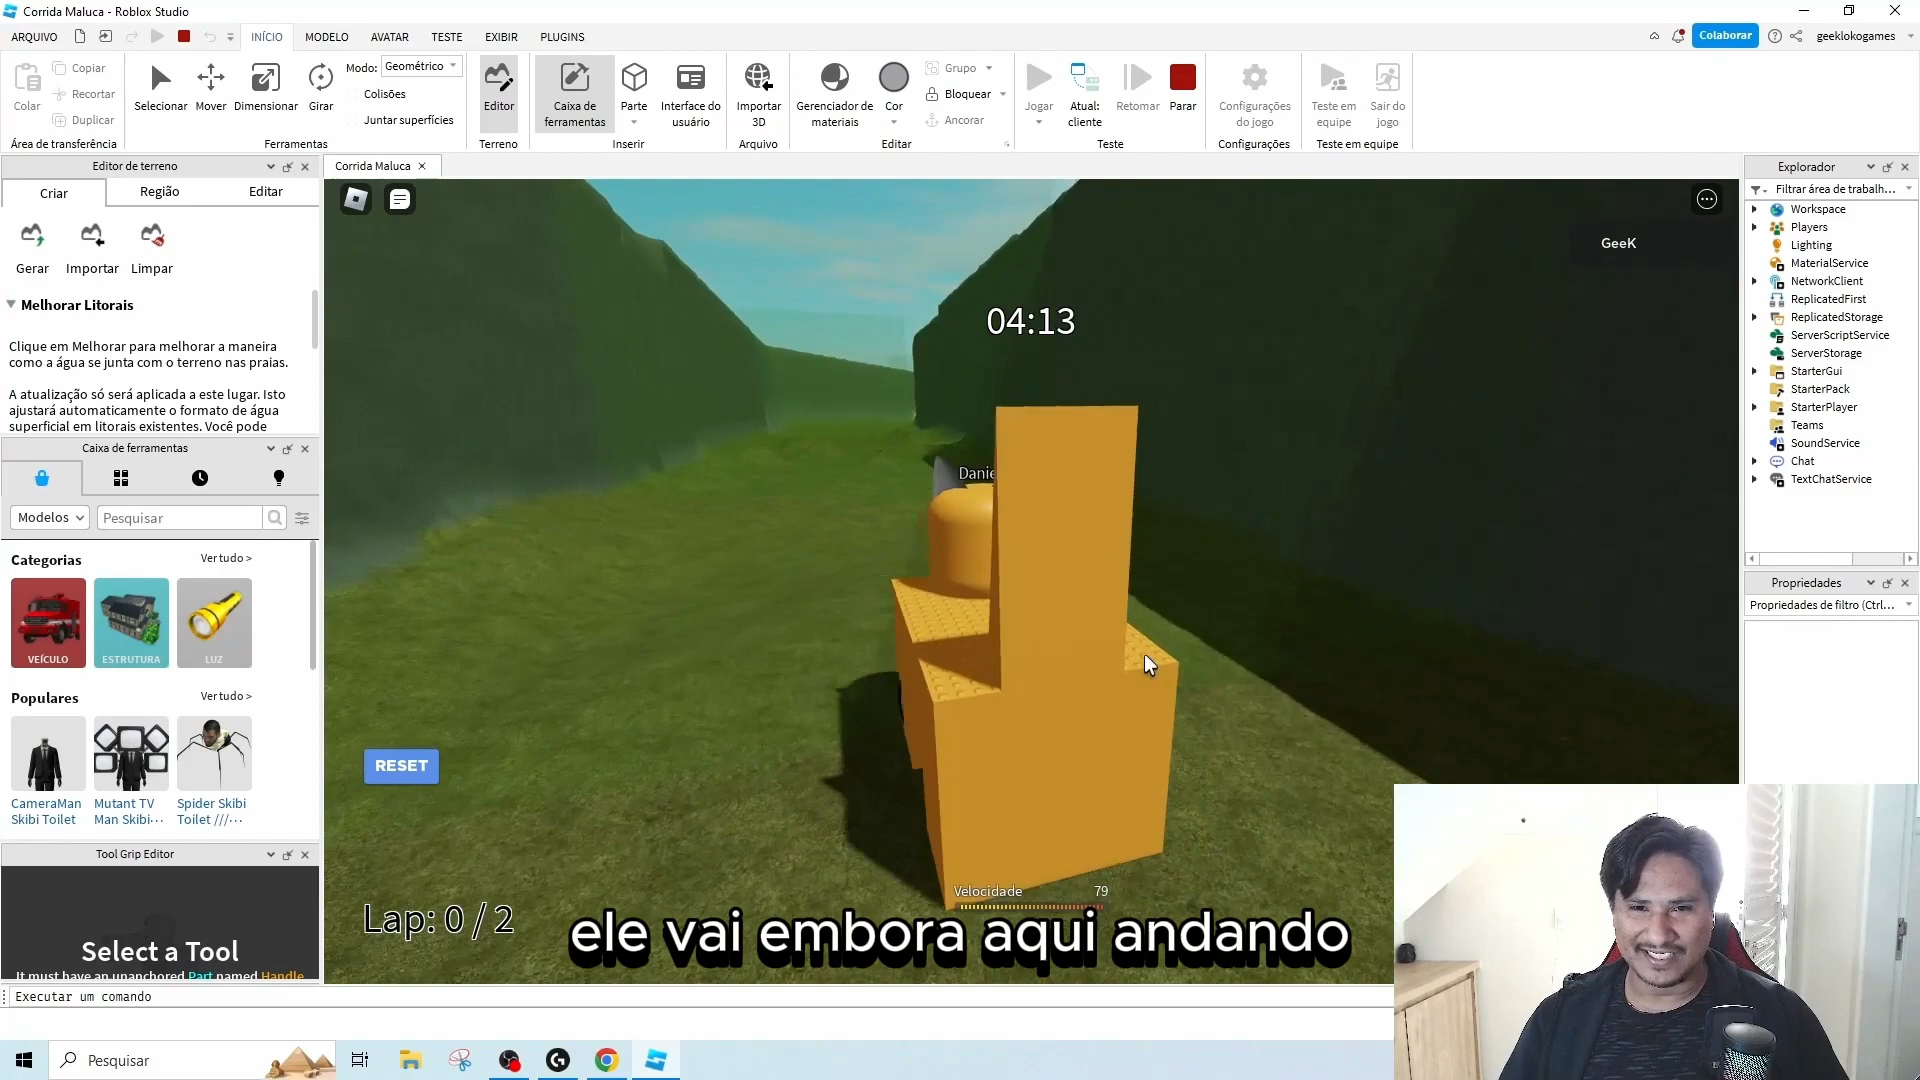 Corrida Maluca - Roblox Studio
ARQUIVO
INÍCIO
MODELO
AVATAR
TESTE
EXIBIR
PLUGINS
Colaborar
geeklokogames
Colar
Copiar
Recortar
Duplicar
Área de transferência
Selecionar
Mover
Dimensionar
Girar
Modo:
Geométrico
Colisões
Juntar superfícies
Ferramentas
Editor
Terreno
Caixa de
ferramentas
Parte
Interface do
usuário
Inserir
Importar
3D
Arquivo
Gerenciador de
materiais
Cor
Grupo
Bloquear
Ancorar
Editar
Jogar
Atual:
cliente
Retomar
Parar
Teste
Configurações
do jogo
Configurações
Teste em
equipe
Sair do
jogo
Teste em equipe
Editor de terreno
Criar
Região
Editar
Gerar
Importar
Limpar
Melhorar Litorais
Clique em Melhorar para melhorar a maneira
como a água se junta com o terreno nas praias.
A atualização só será aplicada a este lugar. Isto
ajustará automaticamente o formato de água
superficial em litorais existentes. Você pode
Caixa de ferramentas
Modelos
Pesquisar
Categorias
Ver tudo >
VEÍCULO
ESTRUTURA
LUZ
Populares
Ver tudo >
CameraMan
Skibi Toilet
Mutant TV
Man Skibi...
Spider Skibi
Toilet ///...
Tool Grip Editor
Select a Tool
It must have an unanchored Part named Handle
Executar um comando
Corrida Maluca
GeeK
04:13
Danie
RESET
Velocidade 79
Lap: 0 / 2
ele vai embora aqui andando
Explorador
Filtrar área de trabalh...
Workspace
Players
Lighting
MaterialService
NetworkClient
ReplicatedFirst
ReplicatedStorage
ServerScriptService
ServerStorage
StarterGui
StarterPack
StarterPlayer
Teams
SoundService
Chat
TextChatService
Propriedades
Propriedades de filtro (Ctrl...
Pesquisar